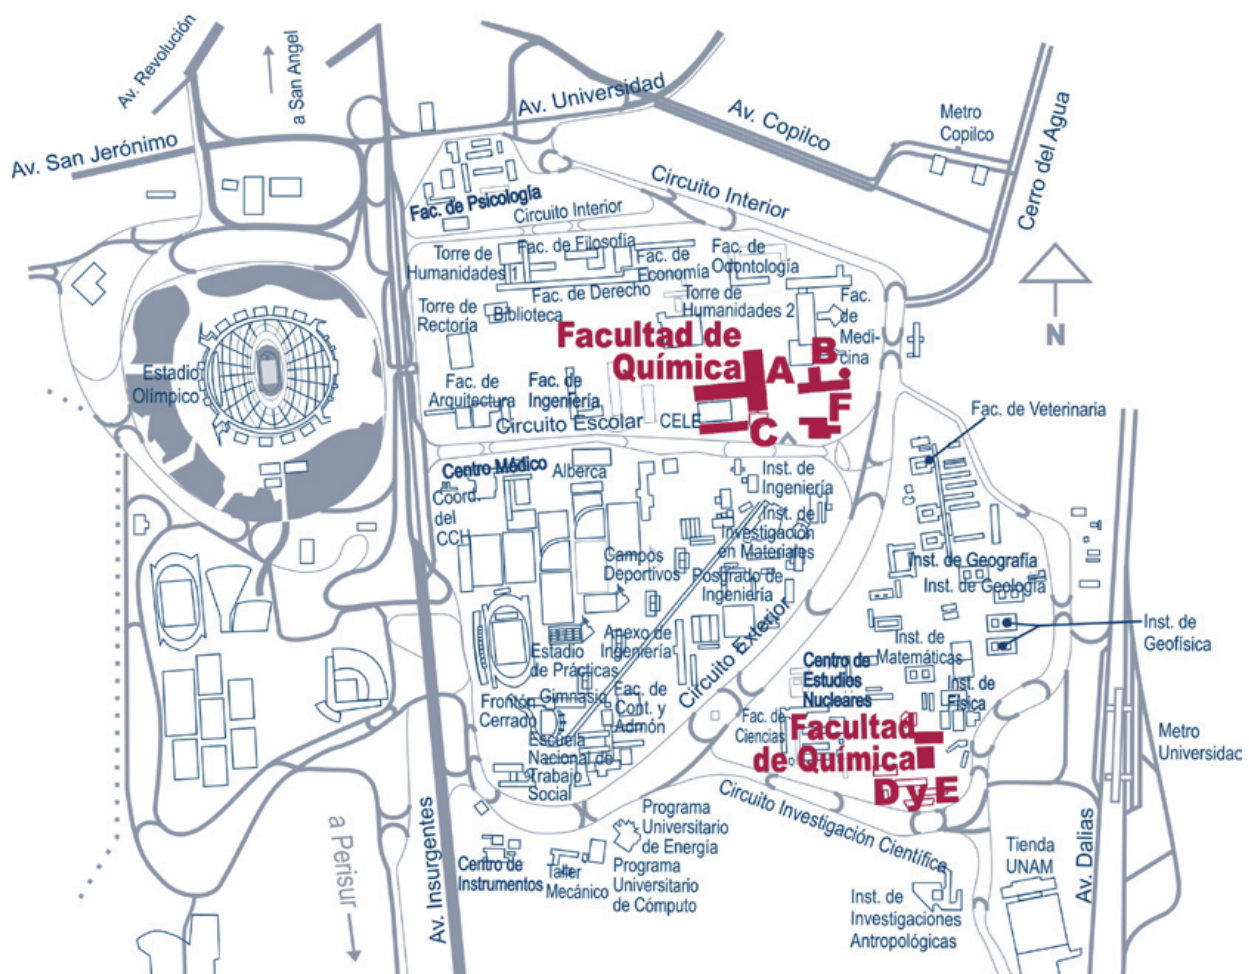 Av. Revolución
a San Angel
Av. San Jerónimo
Av. Universidad
Av. Copilco
Metro
Copilco
Cerro del Agua
Fac. de Psicología
Circuito Interior
Circuito Interior
N
Torre de
Humanidades 1
Fac. de Filosofía
Fac. de
Economía
Fac. de
Odontología
Fac. de Derecho
Torre de
Rectoría
Biblioteca
Torre de
Humanidades 2
Fac.
de
Medi-
cina
Facultad de
Química
A
B
F
C
Estadio
Olímpico
Fac. de
Arquitectura
Fac. de
Ingeniería
Circuito Escolar
CELE
Fac. de Veterinaria
Centro Médico
Alberca
Coord.
del
CCH
Inst. de
Ingeniería
Inst. de
Investigación
en Materiales
Campos
Deportivos
Posgrado de
Ingeniería
Inst. de Geografía
Inst. de Geología
Inst. de
Geofísica
Anexo de
Ingeniería
Estadio
de Prácticas
Circuito Exterior
Inst. de
Matemáticas
Centro de
Estudios
Nucleares
Inst. de
Física
Frontón
Cerrado
Gimnasio
Fac. de
Cont. y
Admón
Fac. de
Ciencias
Facultad
de Química
D y E
Metro
Universidad
Escuela
Nacional de
Trabajo
Social
Circuito Investigación Científica
Programa
Universitario
de Energía
a Perisur
Av. Insurgentes
Centro de
Instrumentos
Taller
Mecánico
Programa
Universitario
de Cómputo
Inst. de
Investigaciones
Antropológicas
Tienda
UNAM
Av. Dalias